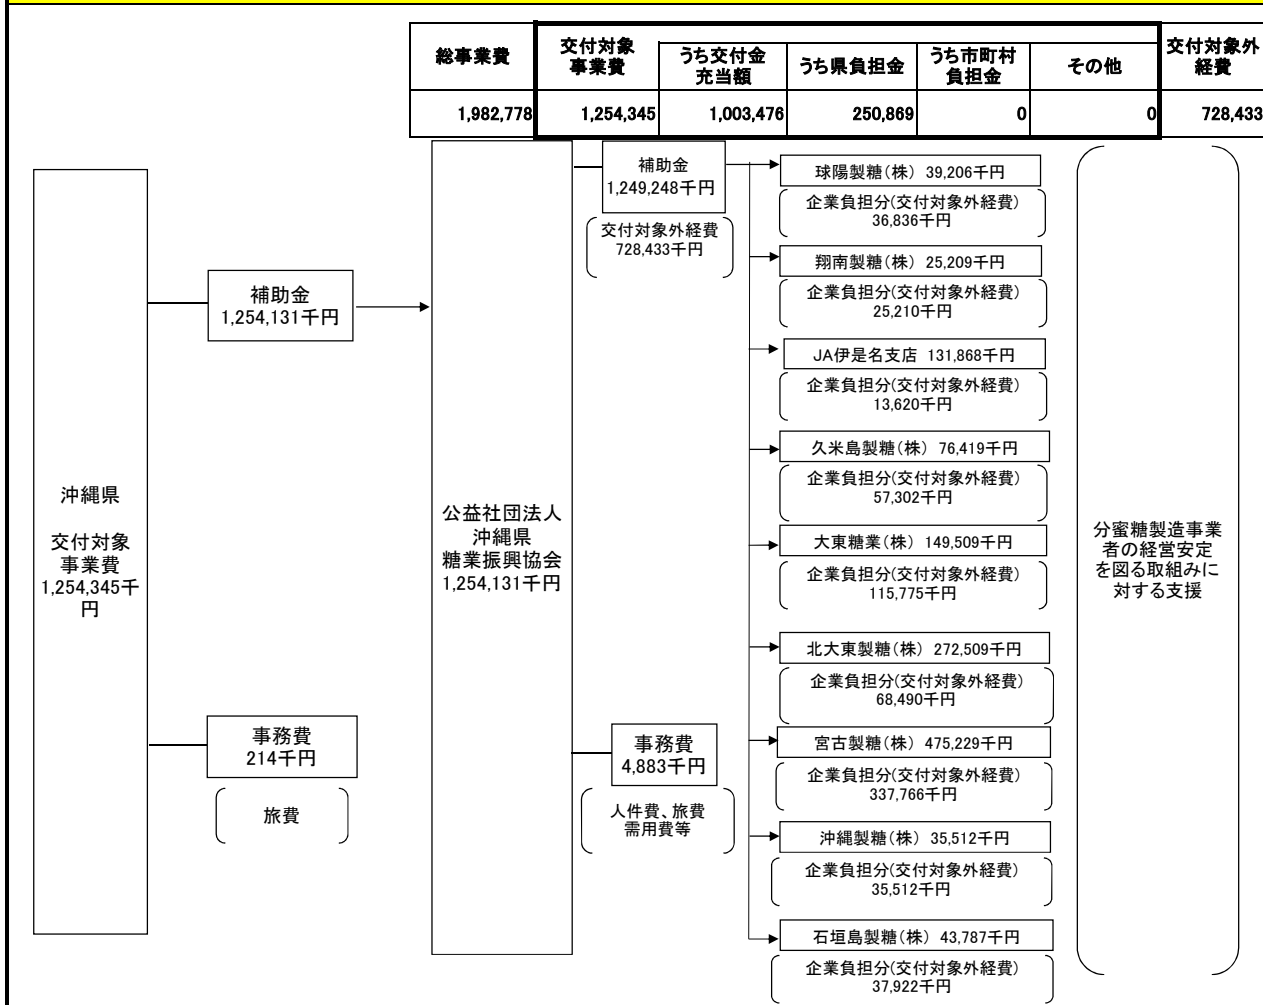 総事業費
交付対象
事業費
うち交付金
充当額
うち県負担金
うち市町村
負担金
その他
交付対象外
経費
1,982,778
1,254,345
1,003,476
250,869
0
0
728,433
沖縄県
交付対象
事業費
1,254,345千
円
補助金
1,254,131千円
事務費
214千円
旅費
公益社団法人
沖縄県
糖業振興協会
1,254,131千円
補助金
1,249,248千円
交付対象外経費
728,433千円
事務費
4,883千円
人件費、旅費
需用費等
球陽製糖(株) 39,206千円
企業負担分(交付対象外経費)
36,836千円
翔南製糖(株) 25,209千円
企業負担分(交付対象外経費)
25,210千円
JA伊是名支店 131,868千円
企業負担分(交付対象外経費)
13,620千円
久米島製糖(株) 76,419千円
企業負担分(交付対象外経費)
57,302千円
大東糖業(株) 149,509千円
企業負担分(交付対象外経費)
115,775千円
北大東製糖(株) 272,509千円
企業負担分(交付対象外経費)
68,490千円
宮古製糖(株) 475,229千円
企業負担分(交付対象外経費)
337,766千円
沖縄製糖(株) 35,512千円
企業負担分(交付対象外経費)
35,512千円
石垣島製糖(株) 43,787千円
企業負担分(交付対象外経費)
37,922千円
分蜜糖製造事業
者の経営安定
を図る取組みに
対する支援